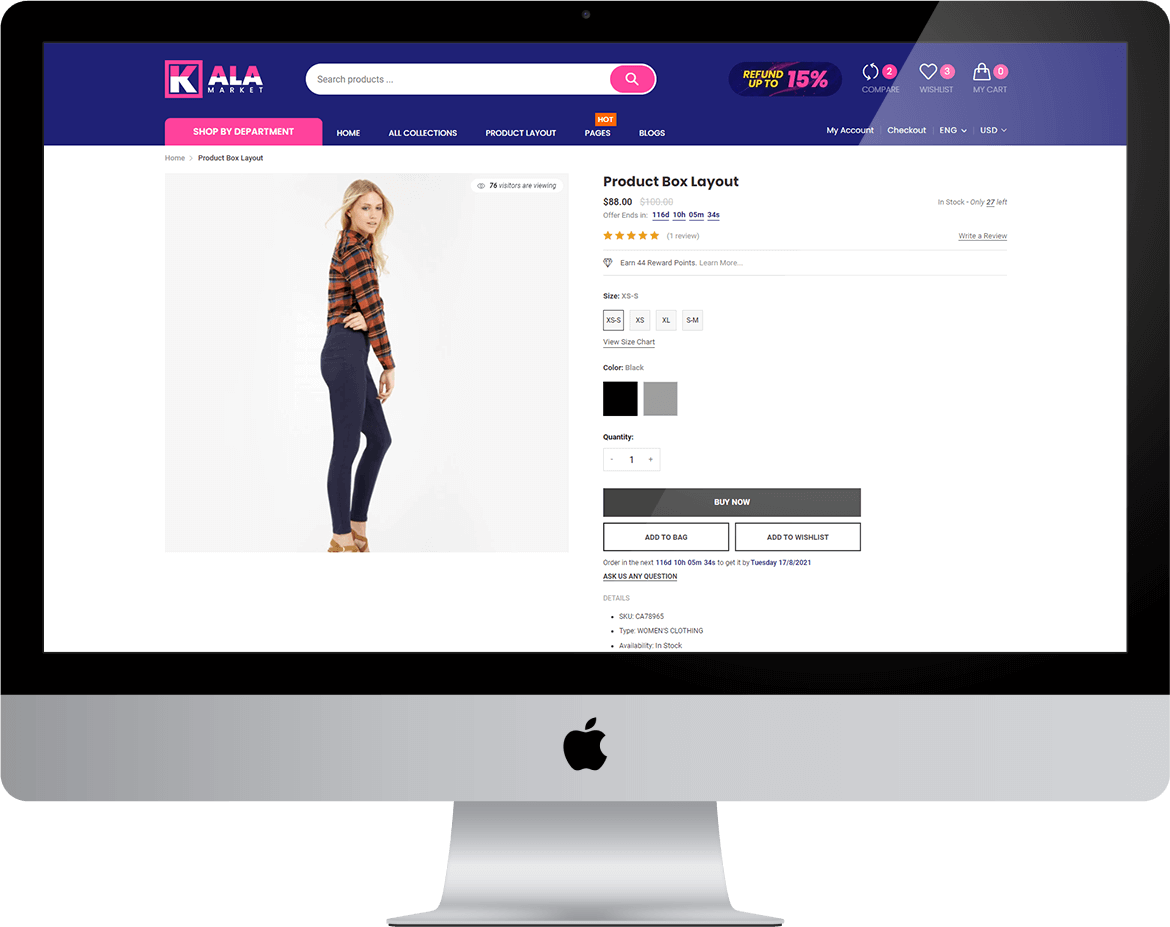 K ALA
MARKET
Search products ...
REFUND
UP TO 15%
2
COMPARE
3
WISHLIST
0
MY CART
SHOP BY DEPARTMENT
HOME
ALL COLLECTIONS
PRODUCT LAYOUT
HOT
PAGES
BLOGS
My Account
Checkout
ENG
USD
Home > Product Box Layout
76 visitors are viewing
Product Box Layout
$88.00 $100.00
In Stock - Only 27 left
Offer Ends in: 116d 10h 05m 34s
(1 review)
Write a Review
Earn 44 Reward Points. Learn More...
Size: XS-S
XS-S XS XL S-M
View Size Chart
Color: Black
Quantity:
- 1 +
BUY NOW
ADD TO BAG
ADD TO WISHLIST
Order in the next 116d 10h 05m 34s to get it by Tuesday 17/8/2021
ASK US ANY QUESTION
DETAILS
• SKU: CA78965
• Type: WOMEN'S CLOTHING
• Availability: In Stock